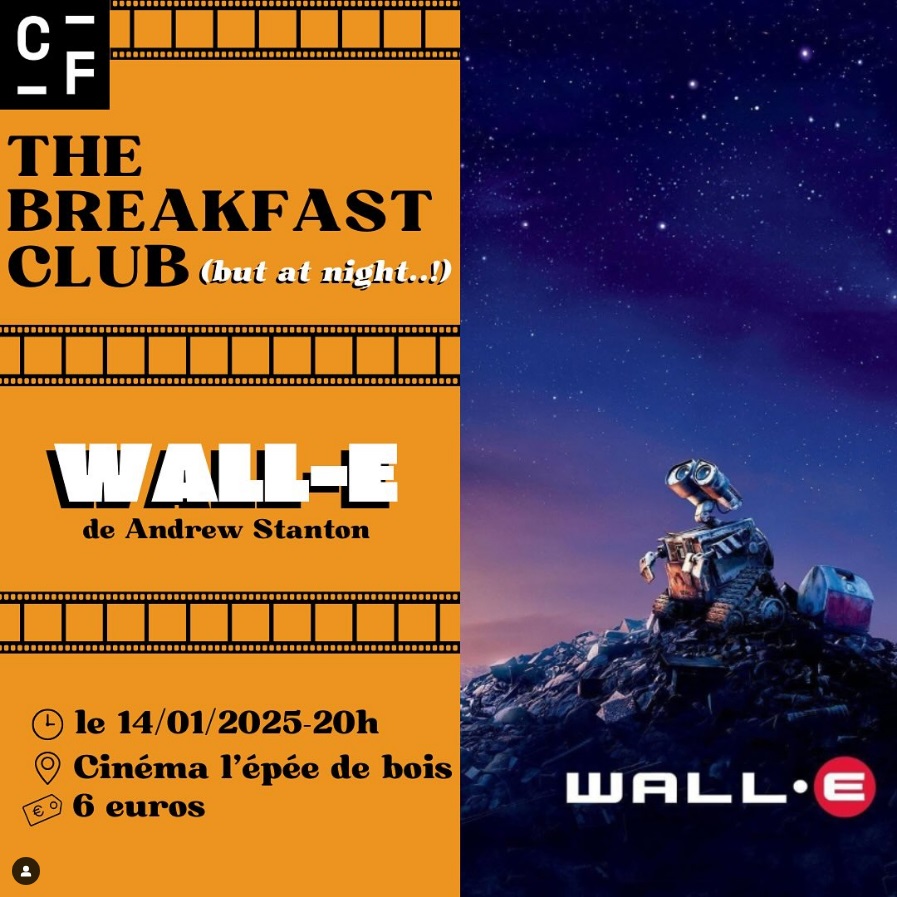 C
F
THE
BREAKFAST
CLUB (but at night..!)
WALL-E
de Andrew Stanton
le 14/01/2025-20h
Cinéma l'épée de bois
€ 6 euros
WALL•E